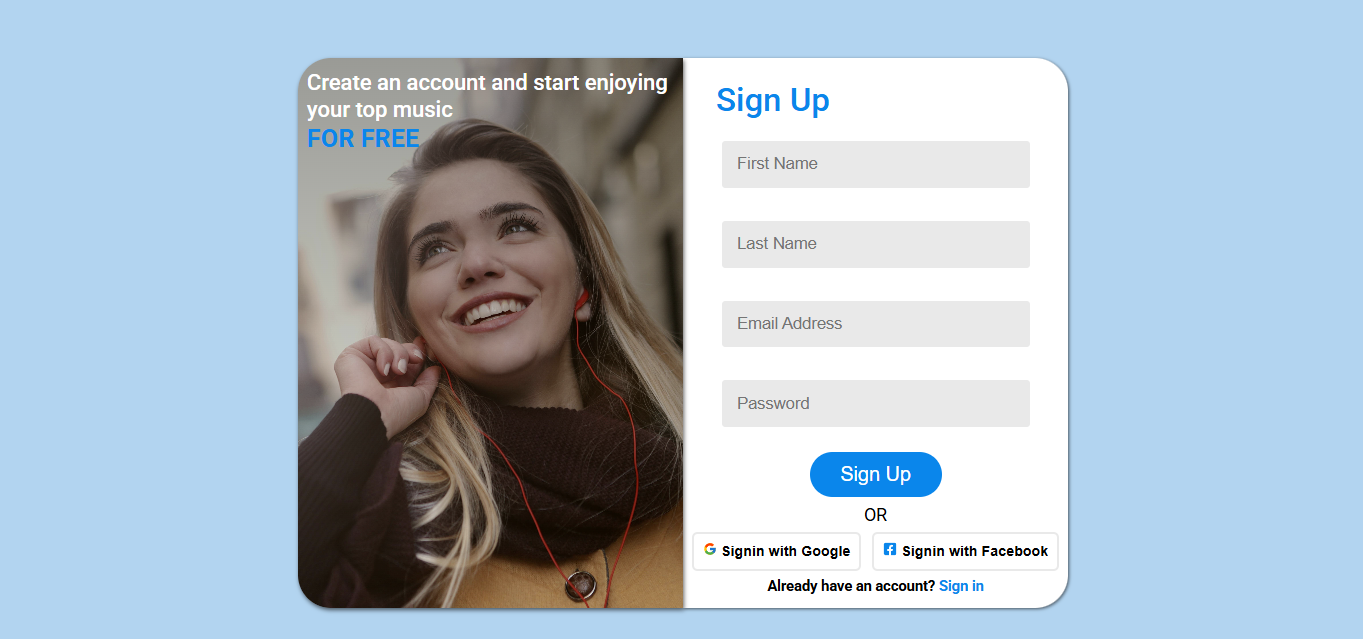 Create an account and start enjoying
your top music
FOR FREE
Sign Up
First Name
Last Name
Email Address
Password
Sign Up
OR
Signin with Google
Signin with Facebook
Already have an account? Sign in